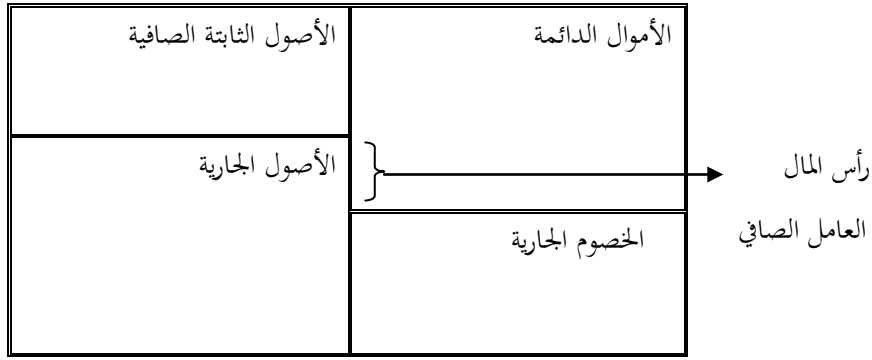 الأموال الدائمة
الأصول الثابتة الصافية
الأصول الجارية
رأس المال
العامل الصافي
الخصوم الجارية